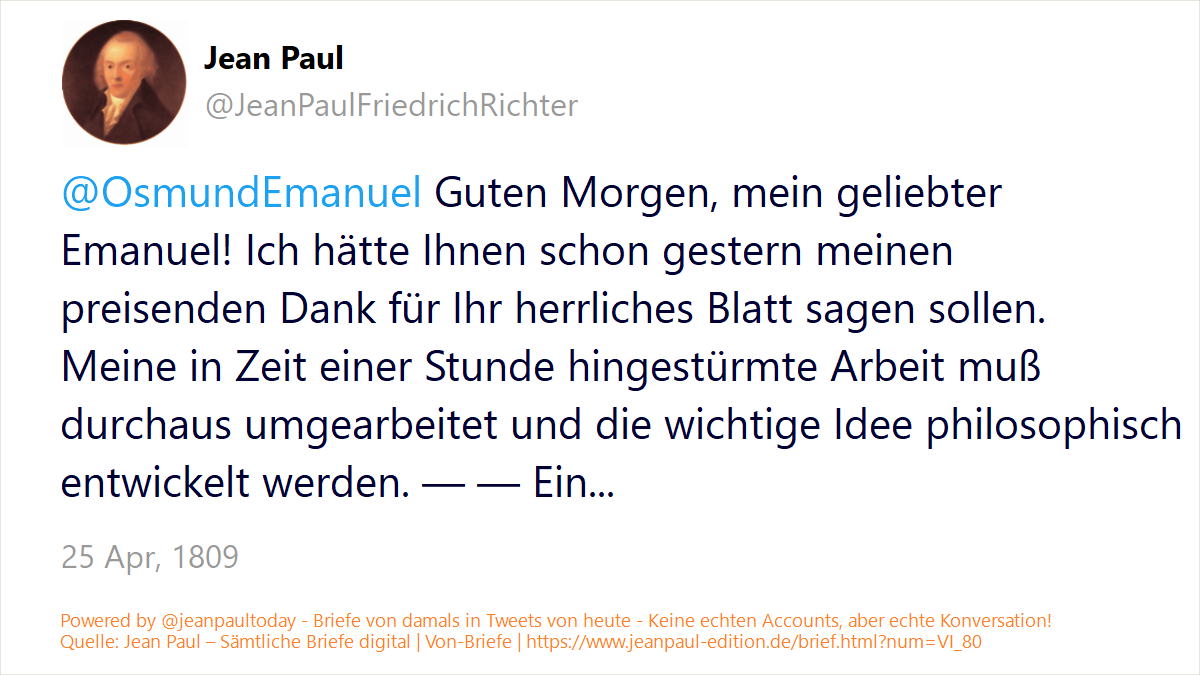 Jean Paul
@JeanPaulFriedrichRichter
@OsmundEmanuel Guten Morgen, mein geliebter
Emanuel! Ich hätte Ihnen schon gestern meinen
preisenden Dank für Ihr herrliches Blatt sagen sollen.
Meine in Zeit einer Stunde hingestürmte Arbeit muß
durchaus umgearbeitet und die wichtige Idee philosophisch
entwickelt werden. — — Ein...
25 Apr, 1809
Powered by @jeanpaultoday - Briefe von damals in Tweets von heute - Keine echten Accounts, aber echte Konversation!
Quelle: Jean Paul – Sämtliche Briefe digital | Von-Briefe | https://www.jeanpaul-edition.de/brief.html?num=VI_80